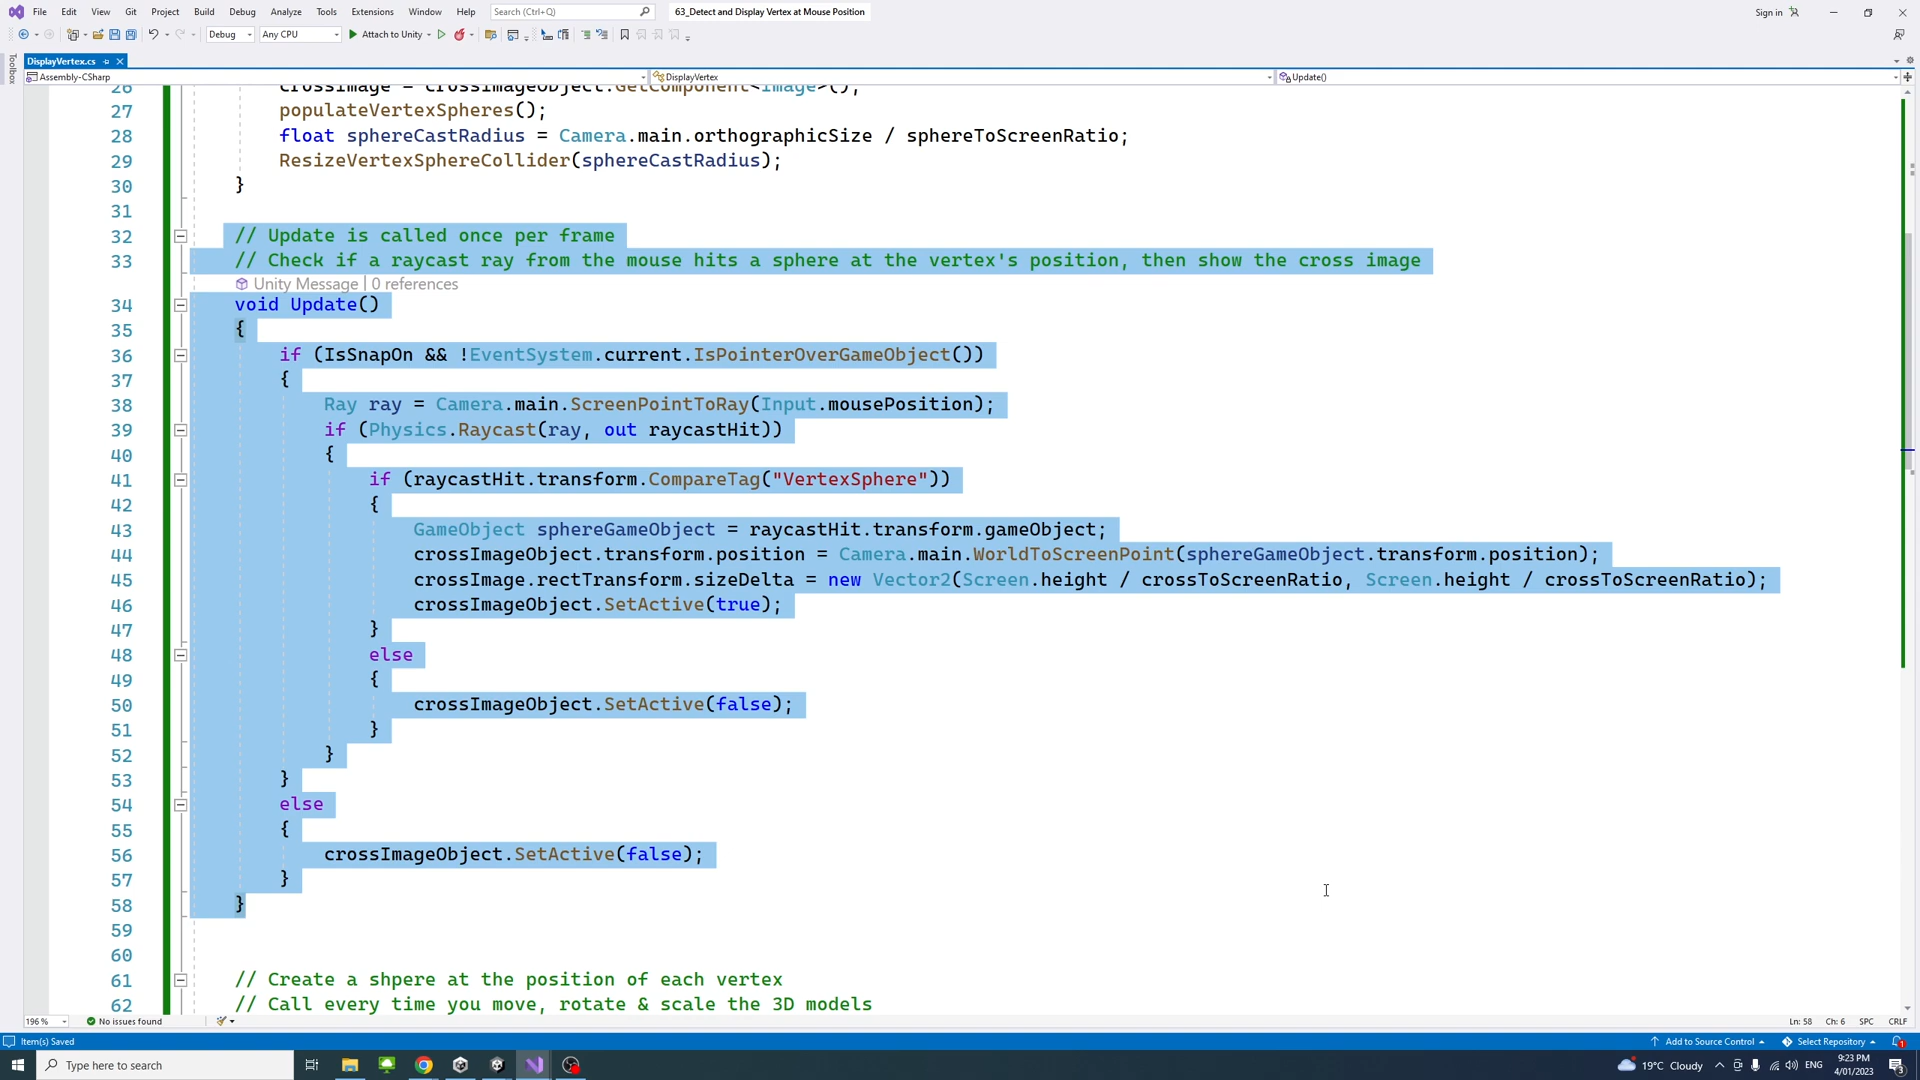 File Edit View Git Project Build Debug Analyze Tools Extensions Window Help Search (Ctrl+Q) 63_Detect and Display Vertex at Mouse Position Sign in
Debug Any CPU Attach to Unity
Toolbox
DisplayVertex.cs
Assembly-CSharp DisplayVertex Update()
26 crossImage = crossImageObject.GetComponent<Image>();
27 populateVertexSpheres();
28 float sphereCastRadius = Camera.main.orthographicSize / sphereToScreenRatio;
29 ResizeVertexSphereCollider(sphereCastRadius);
30 }
31
32 // Update is called once per frame
33 // Check if a raycast ray from the mouse hits a sphere at the vertex's position, then show the cross image
Unity Message | 0 references
34 void Update()
35 {
36 if (IsSnapOn && !EventSystem.current.IsPointerOverGameObject())
37 {
38 Ray ray = Camera.main.ScreenPointToRay(Input.mousePosition);
39 if (Physics.Raycast(ray, out raycastHit))
40 {
41 if (raycastHit.transform.CompareTag("VertexSphere"))
42 {
43 GameObject sphereGameObject = raycastHit.transform.gameObject;
44 crossImageObject.transform.position = Camera.main.WorldToScreenPoint(sphereGameObject.transform.position);
45 crossImage.rectTransform.sizeDelta = new Vector2(Screen.height / crossToScreenRatio, Screen.height / crossToScreenRatio);
46 crossImageObject.SetActive(true);
47 }
48 else
49 {
50 crossImageObject.SetActive(false);
51 }
52 }
53 }
54 else
55 {
56 crossImageObject.SetActive(false);
57 }
58 }
59
60
61 // Create a shpere at the position of each vertex
62 // Call every time you move, rotate & scale the 3D models
196 % No issues found Ln: 58 Ch: 6 SPC CRLF
Item(s) Saved Add to Source Control Select Repository 1
Type here to search 19°C Cloudy ENG 9:23 PM 4/01/2023 3